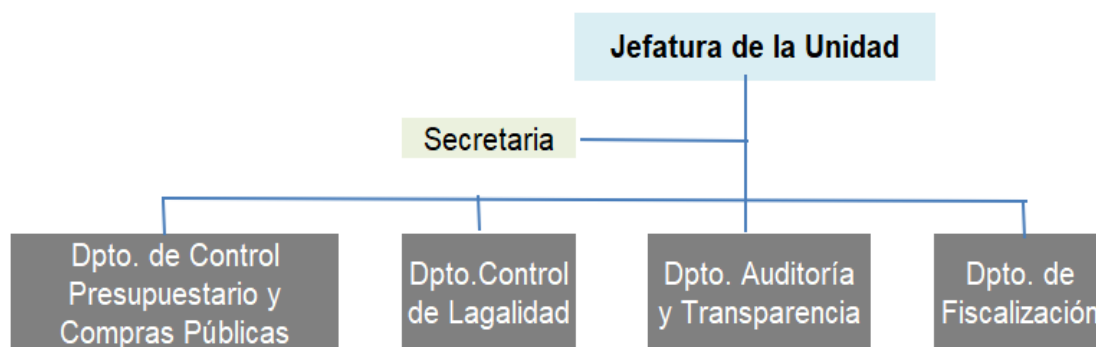 Jefatura de la Unidad
Secretaria
Dpto. de Control
Presupuestario y
Compras Públicas
Dpto.Control
de Lagalidad
Dpto. Auditoría
y Transparencia
Dpto. de
Fiscalización